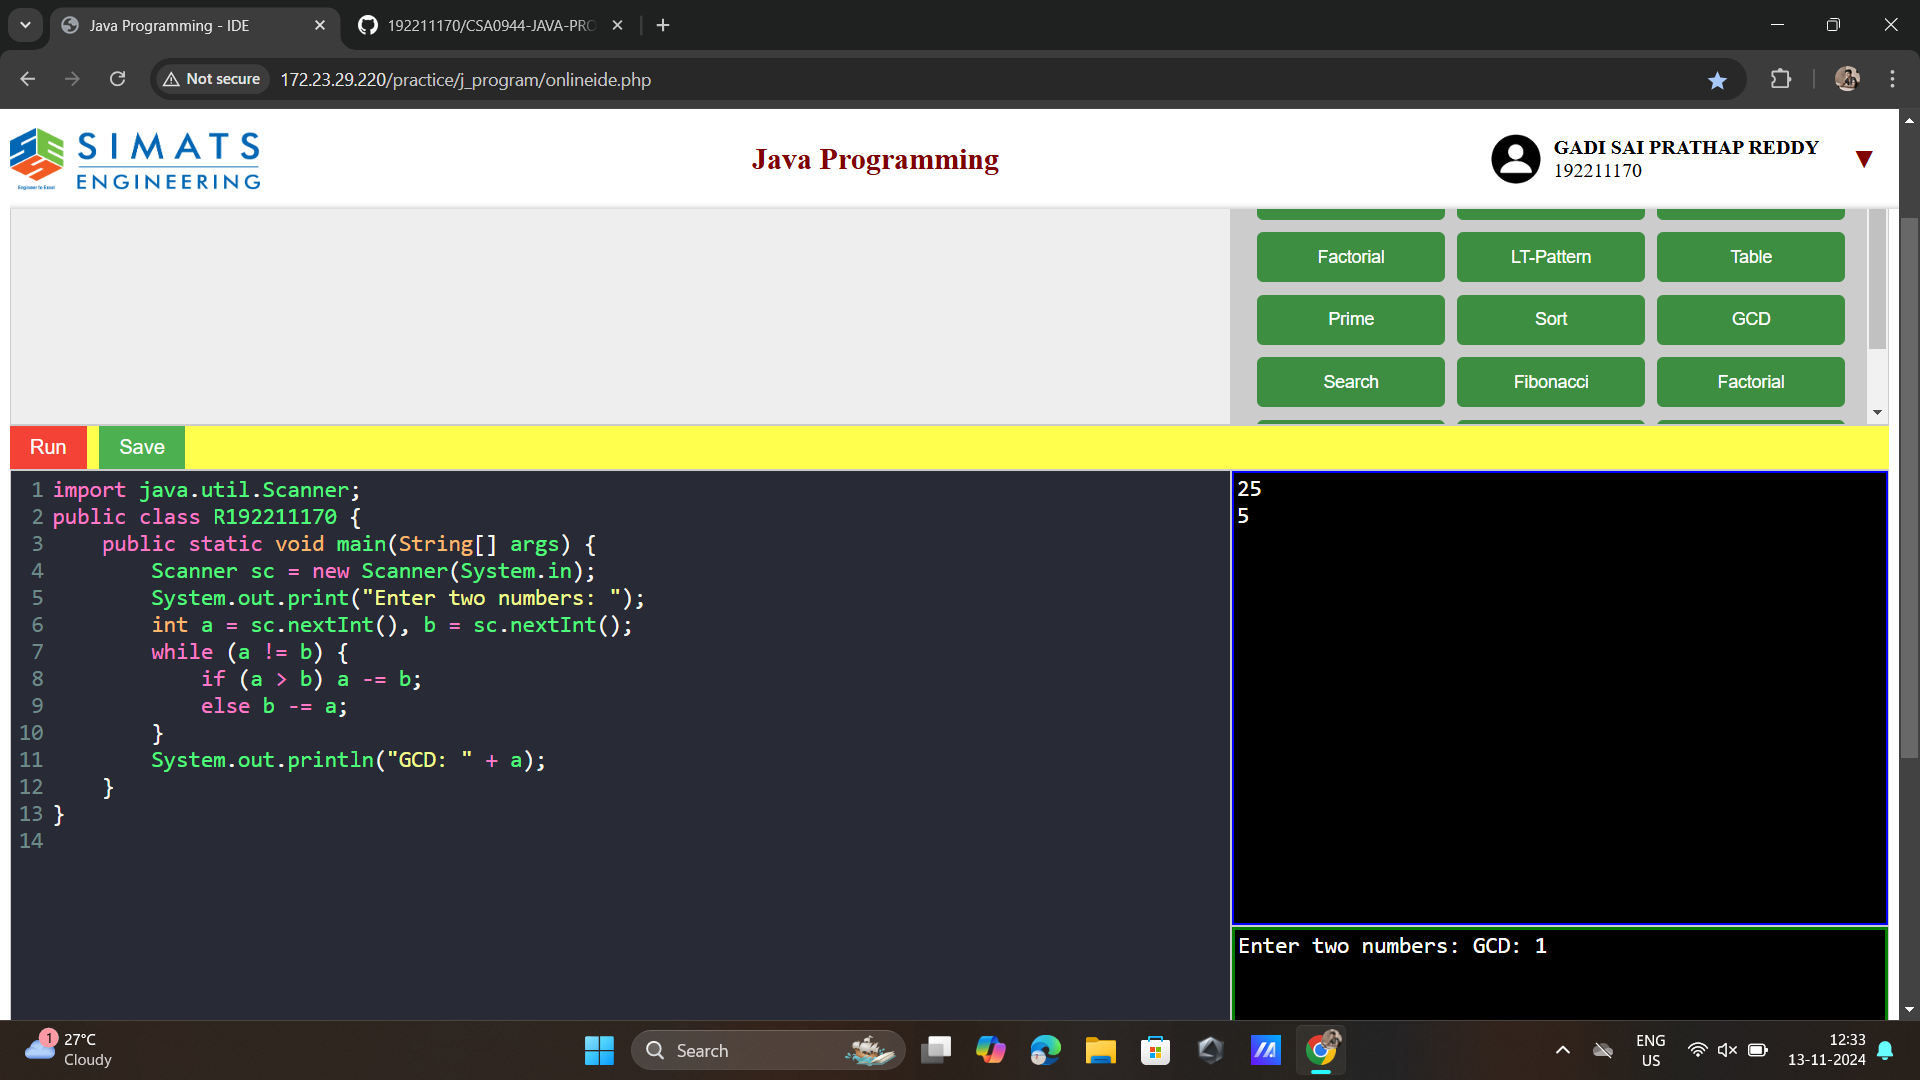 Java Programming - IDE
192211170/CSA0944-JAVA-PRO
Not secure
172.23.29.220/practice/j_program/onlineide.php
SIMATS
ENGINEERING
Engineer to Excel
Java Programming
GADI SAI PRATHAP REDDY
192211170
Factorial
LT-Pattern
Table
Prime
Sort
GCD
Search
Fibonacci
Factorial
Run
Save
1 import java.util.Scanner;
2 public class R192211170 {
3     public static void main(String[] args) {
4         Scanner sc = new Scanner(System.in);
5         System.out.print("Enter two numbers: ");
6         int a = sc.nextInt(), b = sc.nextInt();
7         while (a != b) {
8             if (a > b) a -= b;
9             else b -= a;
10         }
11         System.out.println("GCD: " + a);
12     }
13 }
14
25
5
Enter two numbers: GCD: 1
1
27°C
Cloudy
Search
ENG
US
12:33
13-11-2024